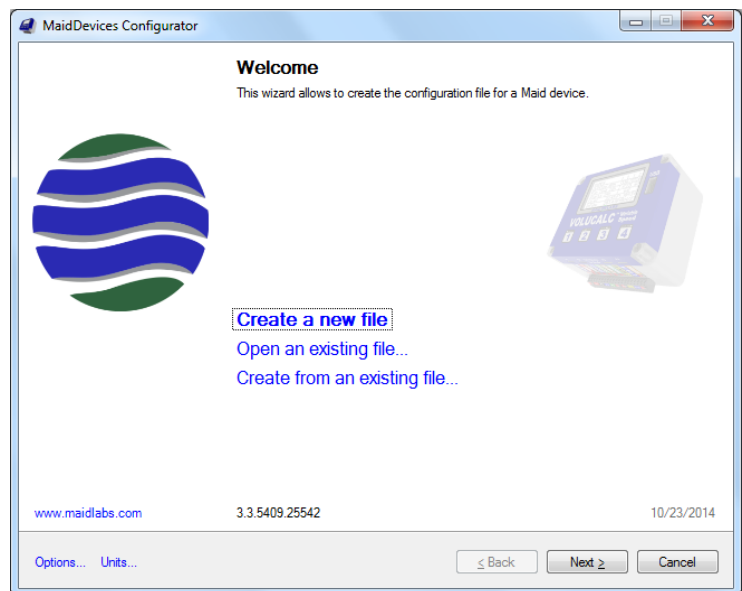 MaidDevices Configurator
Welcome
This wizard allows to create the configuration file for a Maid device.
VOLUCALC
1 2 3 4
Create a new file
Open an existing file...
Create from an existing file...
www.maidlabs.com 3.3.5409.25542 10/23/2014
Options... Units... < Back Next > Cancel